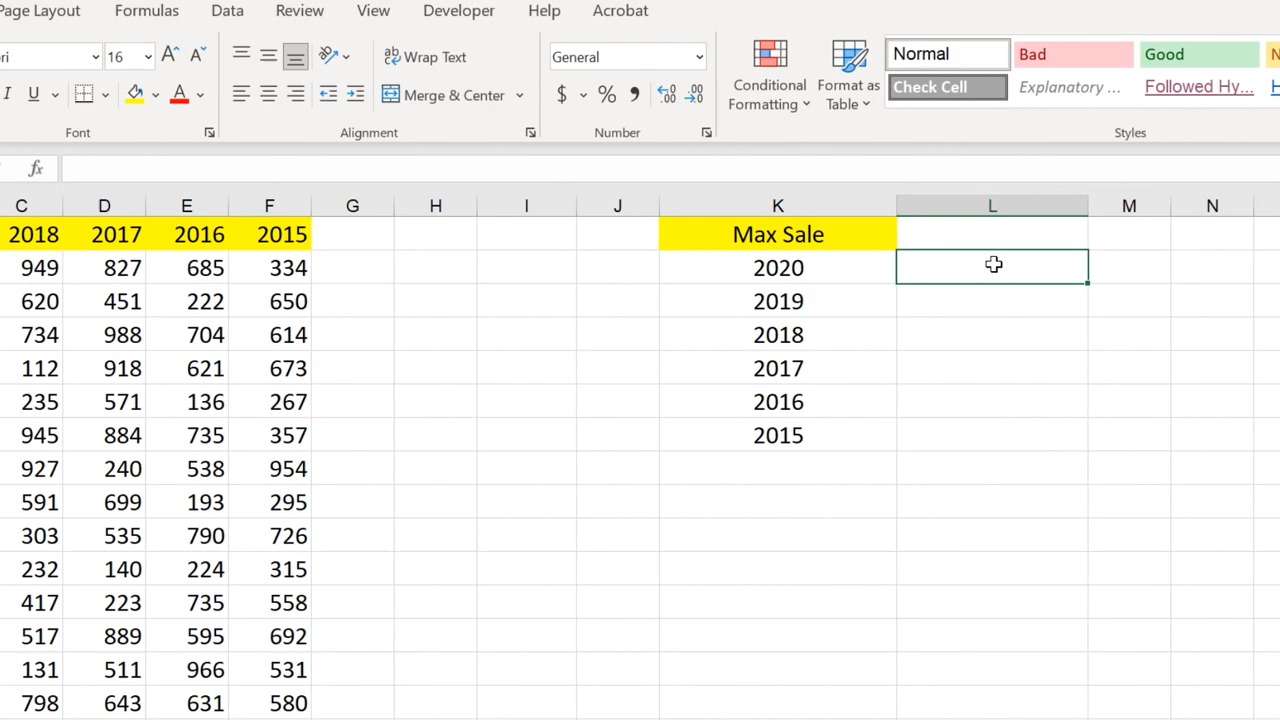 Page Layout Formulas Data Review View Developer Help Acrobat
ri 16 A A ab Wrap Text General Normal Bad Good N
I U A Merge & Center $ % , .00 .00 Conditional Formatting Format as Table Check Cell Explanatory ... Followed Hy... H
Font Alignment Number Styles
fx
C D E F G H I J K L M N
2018 2017 2016 2015 Max Sale
949 827 685 334 2020
620 451 222 650 2019
734 988 704 614 2018
112 918 621 673 2017
235 571 136 267 2016
945 884 735 357 2015
927 240 538 954
591 699 193 295
303 535 790 726
232 140 224 315
417 223 735 558
517 889 595 692
131 511 966 531
798 643 631 580